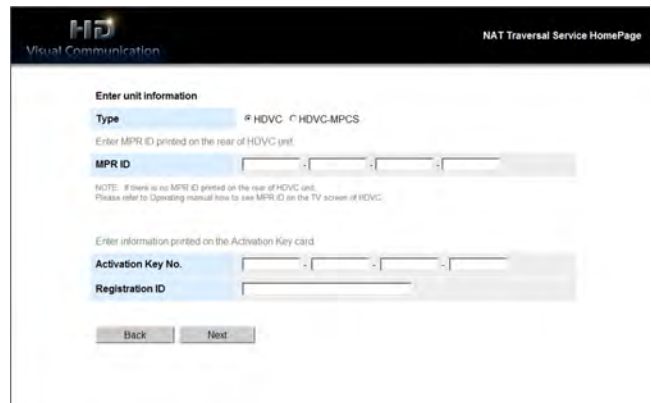 HD
Visual Communication
NAT Traversal Service HomePage
Enter unit information
Type HDVC HDVC-MPCS
Enter MPR ID printed on the rear of HDVC unit.
MPR ID - - -
NOTE: If there is no MPR ID printed on the rear of HDVC unit.
Please refer to Operating manual how to see MPR ID on the TV screen of HDVC.
Enter information printed on the Activation Key card.
Activation Key No. - - -
Registration ID
Back Next